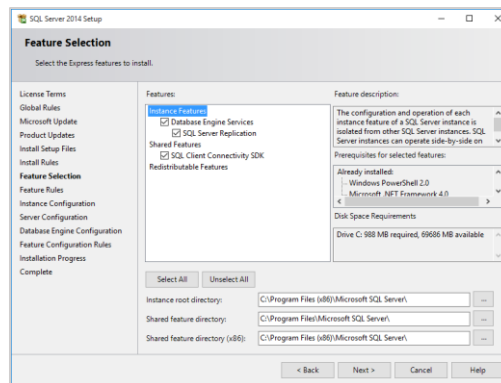 SQL Server 2014 Setup
Feature Selection
Select the Express features to install.
License Terms
Global Rules
Microsoft Update
Product Updates
Install Setup Files
Install Rules
Feature Selection
Feature Rules
Instance Configuration
Server Configuration
Database Engine Configuration
Feature Configuration Rules
Installation Progress
Complete
Features:
Instance Features
Database Engine Services
SQL Server Replication
Shared Features
SQL Client Connectivity SDK
Redistributable Features
Feature description:
The configuration and operation of each
instance feature of a SQL Server instance is
isolated from other SQL Server instances. SQL
Server instances can operate side-by-side on
Prerequisites for selected features:
Already installed:
Windows PowerShell 2.0
Microsoft .NET Framework 4.0
Disk Space Requirements
Drive C: 988 MB required, 69686 MB available
Select All
Unselect All
Instance root directory:
C:\Program Files (x86)\Microsoft SQL Server\
...
Shared feature directory:
C:\Program Files\Microsoft SQL Server\
...
Shared feature directory (x86):
C:\Program Files (x86)\Microsoft SQL Server\
...
< Back
Next >
Cancel
Help